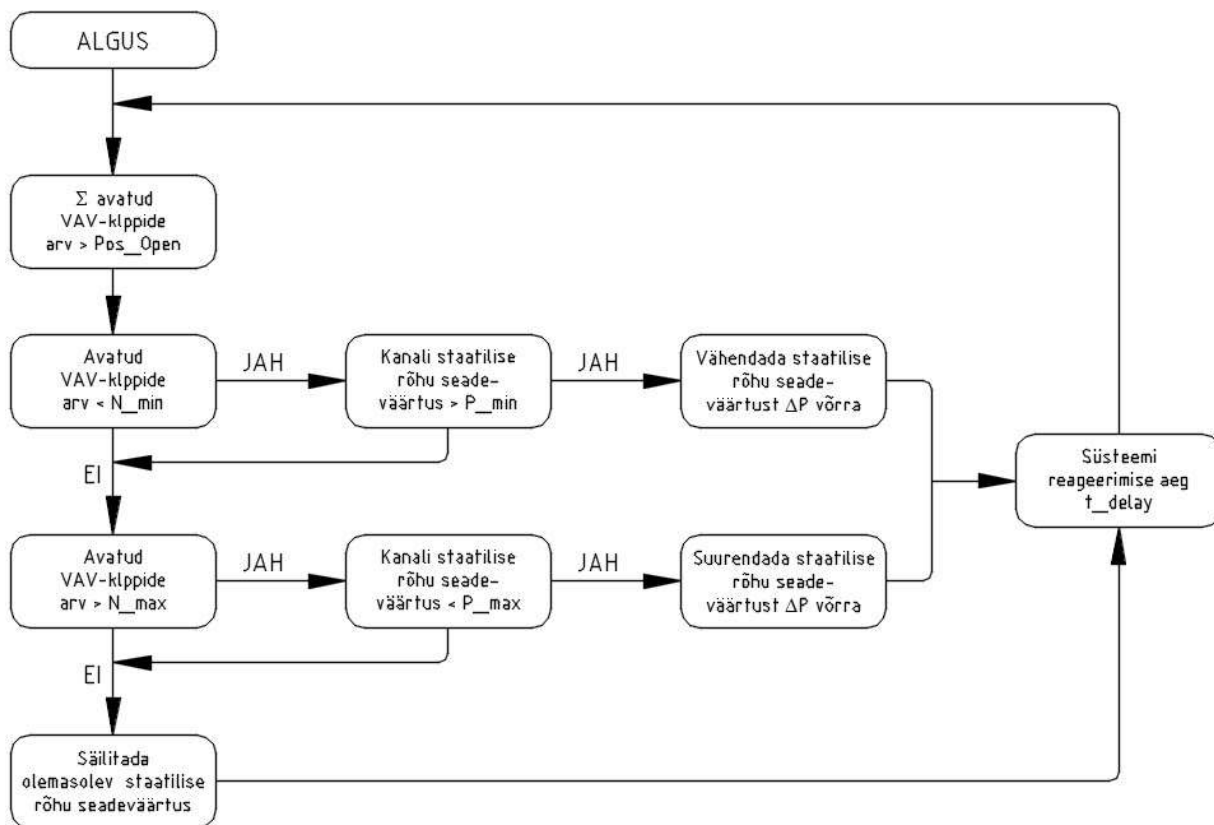 ALGUS
Σ avatud
VAV-klppide
arv > Pos_Open
Avatud
VAV-klppide
arv < N_min
JAH
Kanali staatilise
rõhu seade-
väärtus > P_min
JAH
Vähendada staatilise
rõhu seade-
väärtust ΔP võrra
EI
Süsteemi
reageerimise aeg
t_delay
Avatud
VAV-klppide
arv > N_max
JAH
Kanali staatilise
rõhu seade-
väärtus < P_max
JAH
Suurendada staatilise
rõhu seade-
väärtust ΔP võrra
EI
Säilitada
olemasolev staatilise
rõhu seadeväärtus